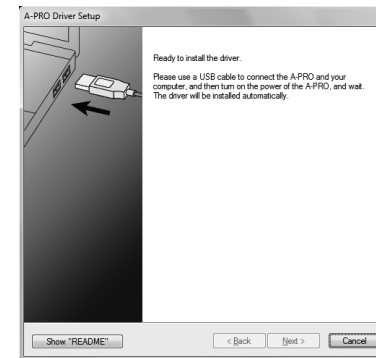 A-PRO Driver Setup
Ready to install the driver.
Please use a USB cable to connect the A-PRO and your
computer, and then turn on the power of the A-PRO, and wait.
The driver will be installed automatically.
Show "README"
< Back
Next >
Cancel